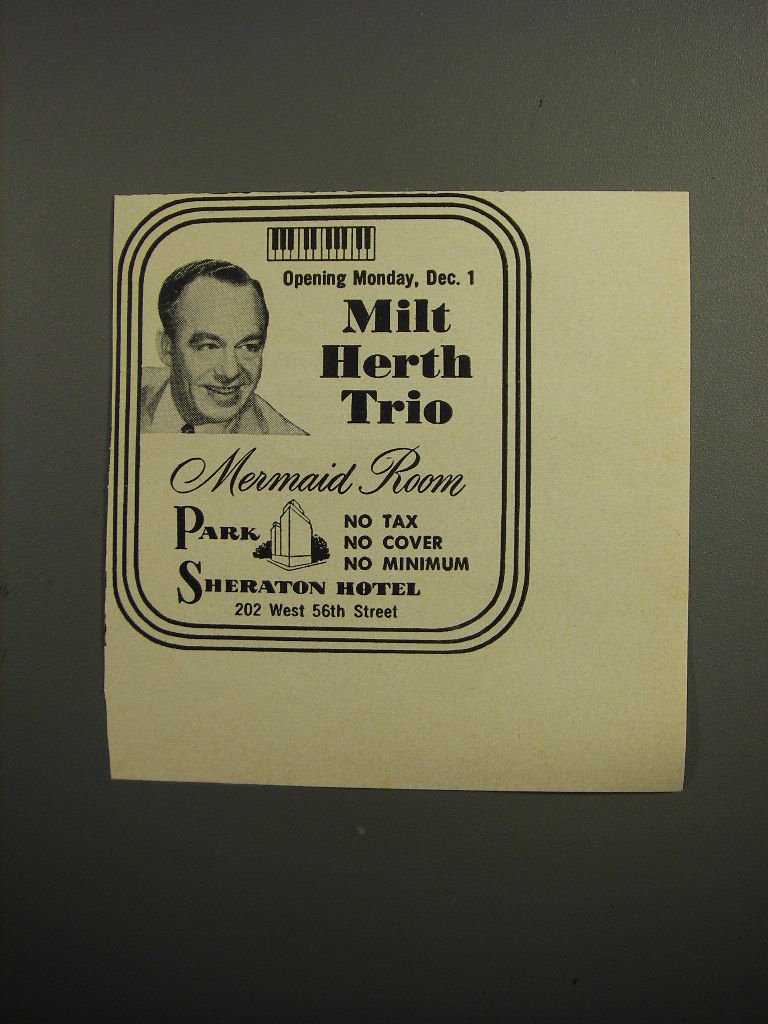 Opening Monday, Dec. 1
Milt
Herth
Trio
Mermaid Room
PARK
SHERATON HOTEL
NO TAX
NO COVER
NO MINIMUM
202 West 56th Street